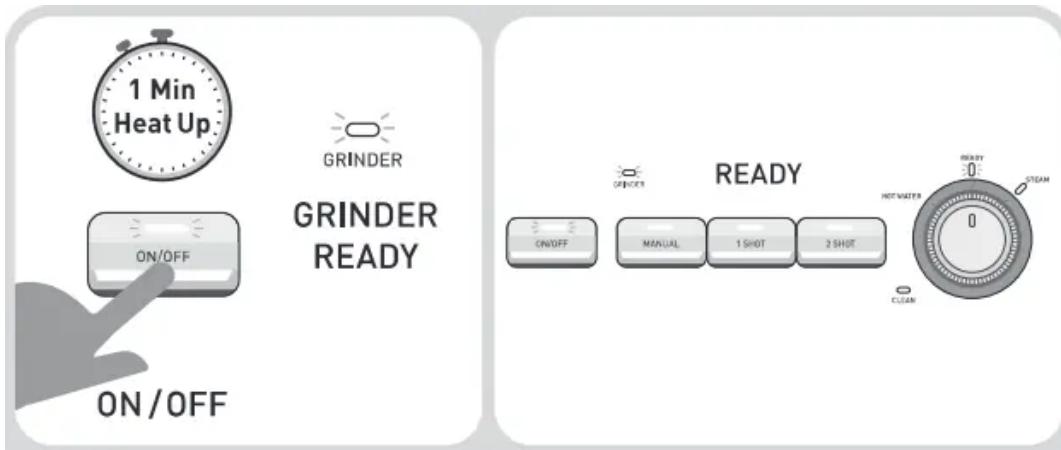 1 Min
Heat Up
ON/OFF
ON/OFF
GRINDER
GRINDER
READY
READY
GRINDER
ON/OFF
MANUAL
1 SHOT
2 SHOT
READY
STEAM
HOT WATER
CLEAN